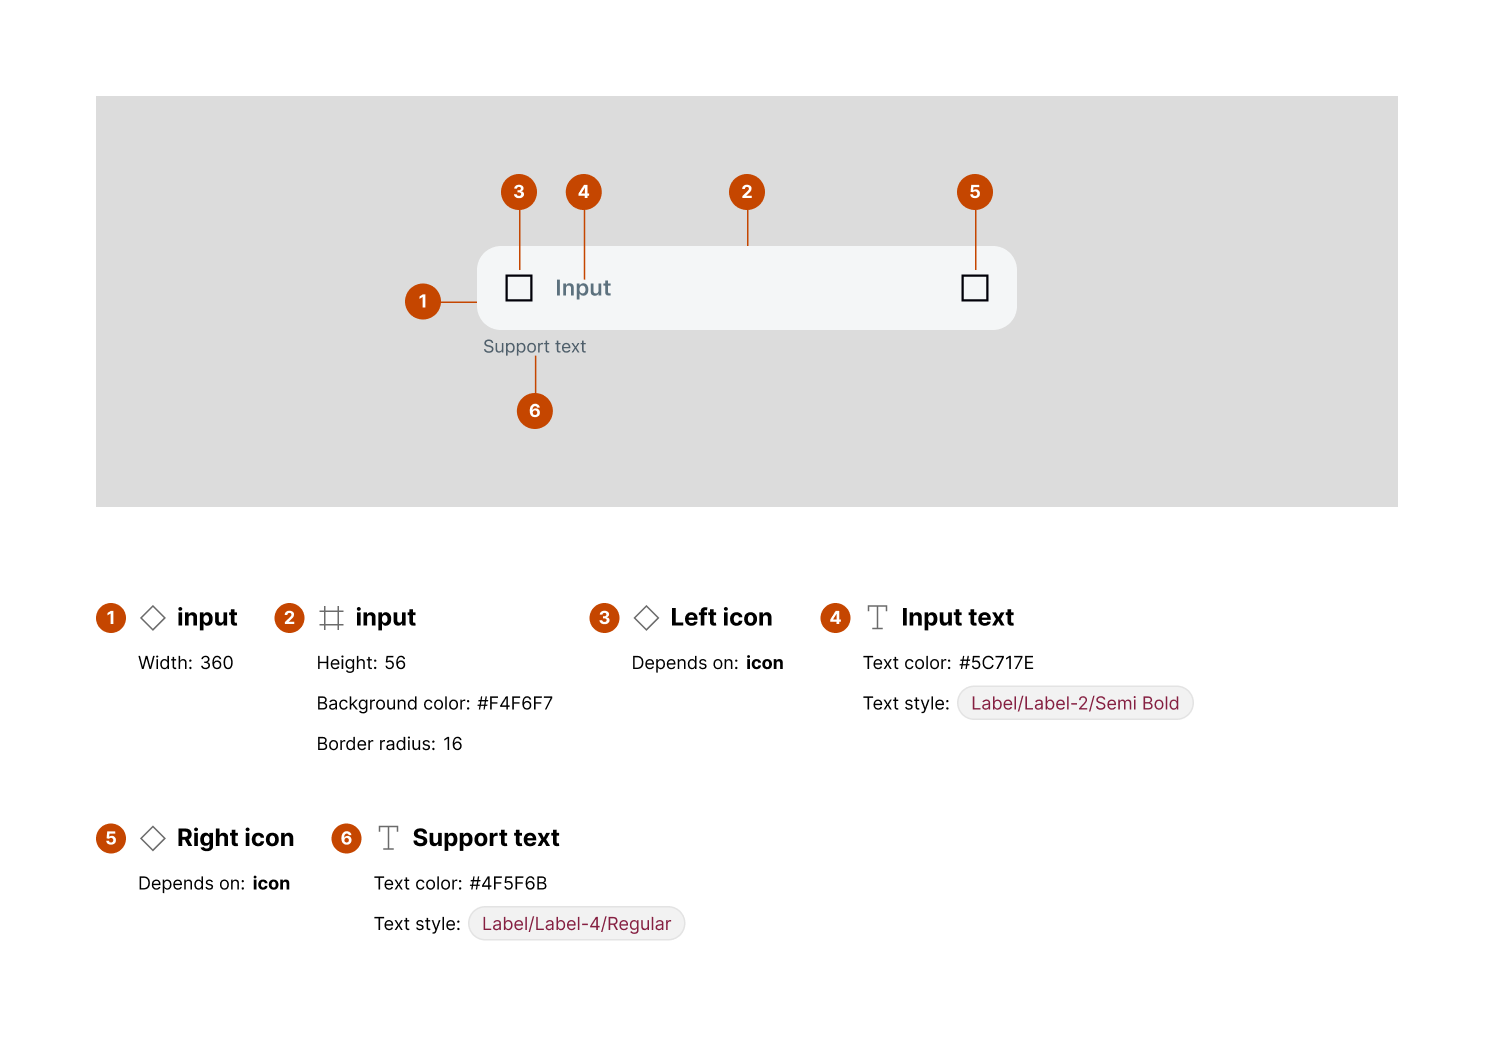 3 4 2 5
1 Input
Support text
6
1 input 2 input 3 Left icon 4 Input text
Width: 360 Height: 56 Depends on: icon Text color: #5C717E
Background color: #F4F6F7 Text style: Label/Label-2/Semi Bold
Border radius: 16
5 Right icon 6 Support text
Depends on: icon Text color: #4F5F6B
Text style: Label/Label-4/Regular